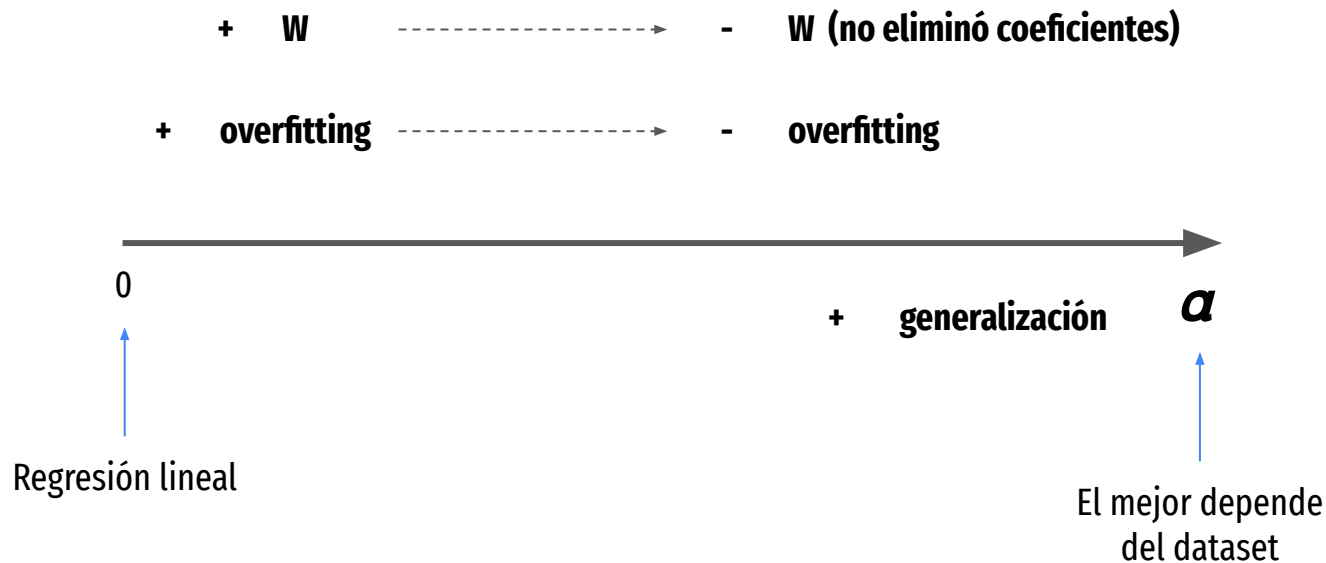 + W - W (no eliminó coeficientes)
+ overfitting - overfitting
0
α
+ generalización
Regresión lineal
El mejor depende
del dataset